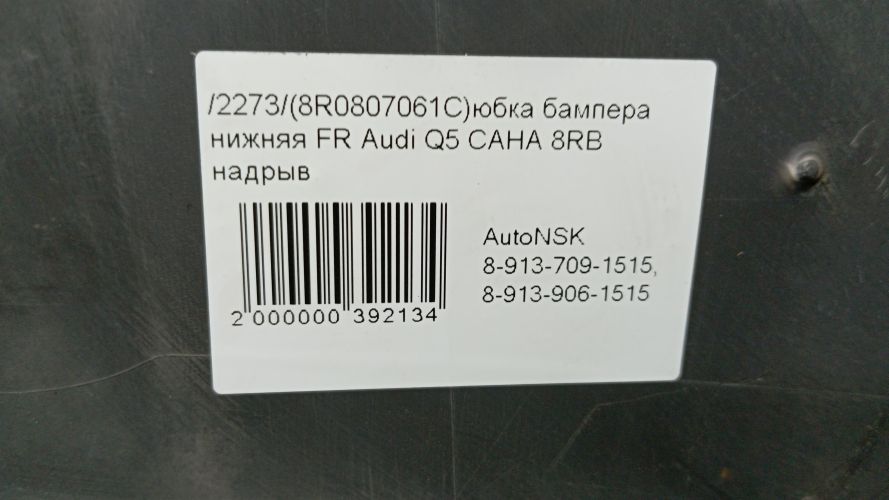 /2273/(8R0807061C)юбка бампера
нижняя FR Audi Q5 CAHA 8RB
надрыв
AutoNSK
8-913-709-1515,
8-913-906-1515
2 000000 392134